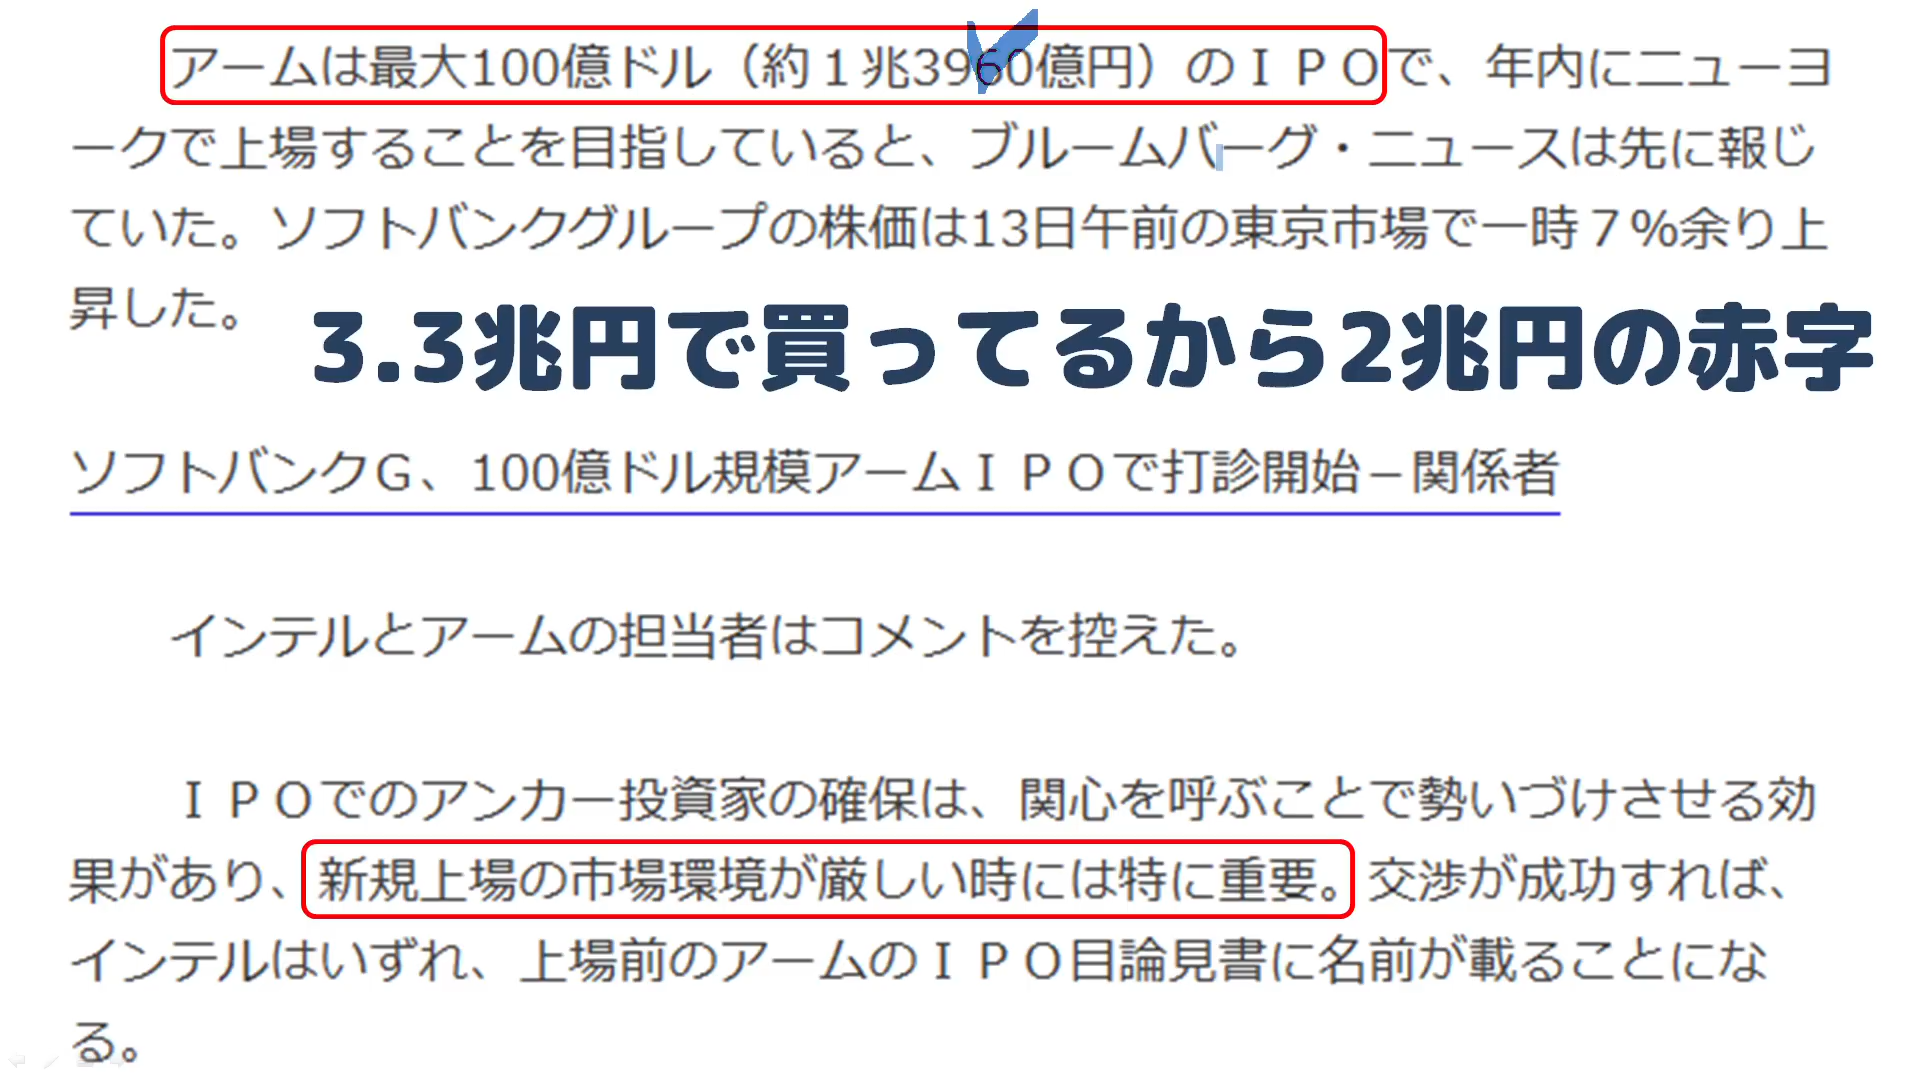 アームは最大100億ドル（約１兆3960億円）のＩＰＯで、年内にニューヨ
ークで上場することを目指していると、ブルームバーグ・ニュースは先に報じ
ていた。ソフトバンクグループの株価は13日午前の東京市場で一時７％余り上
昇した。
3.3兆円で買ってるから2兆円の赤字
ソフトバンクＧ、100億ドル規模アームＩＰＯで打診開始－関係者
インテルとアームの担当者はコメントを控えた。
ＩＰＯでのアンカー投資家の確保は、関心を呼ぶことで勢いづけさせる効
果があり、新規上場の市場環境が厳しい時には特に重要。交渉が成功すれば、
インテルはいずれ、上場前のアームのＩＰＯ目論見書に名前が載ることにな
る。